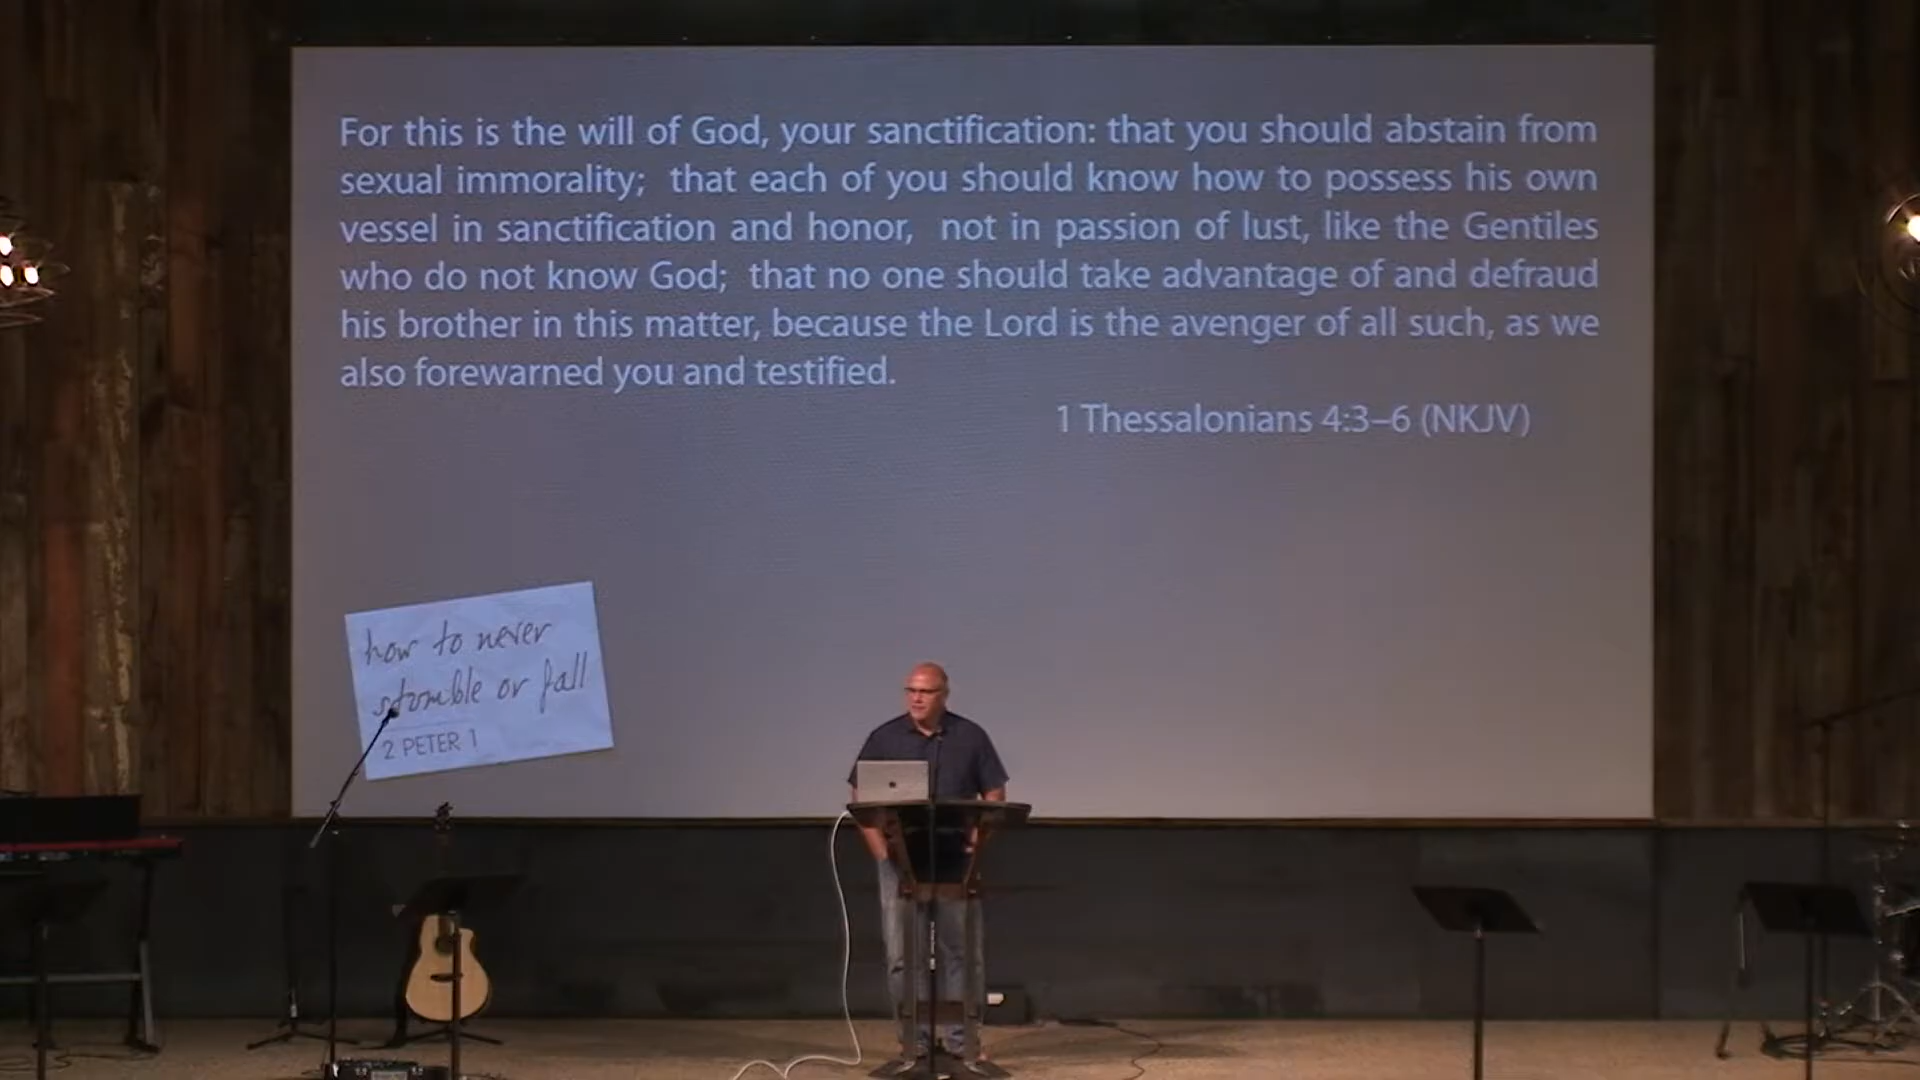 For this is the will of God, your sanctification: that you should abstain from
sexual immorality; that each of you should know how to possess his own
vessel in sanctification and honor, not in passion of lust, like the Gentiles
who do not know God; that no one should take advantage of and defraud
his brother in this matter, because the Lord is the avenger of all such, as we
also forewarned you and testified.
1 Thessalonians 4:3–6 (NKJV)
how to never
stumble or fall
2 PETER 1